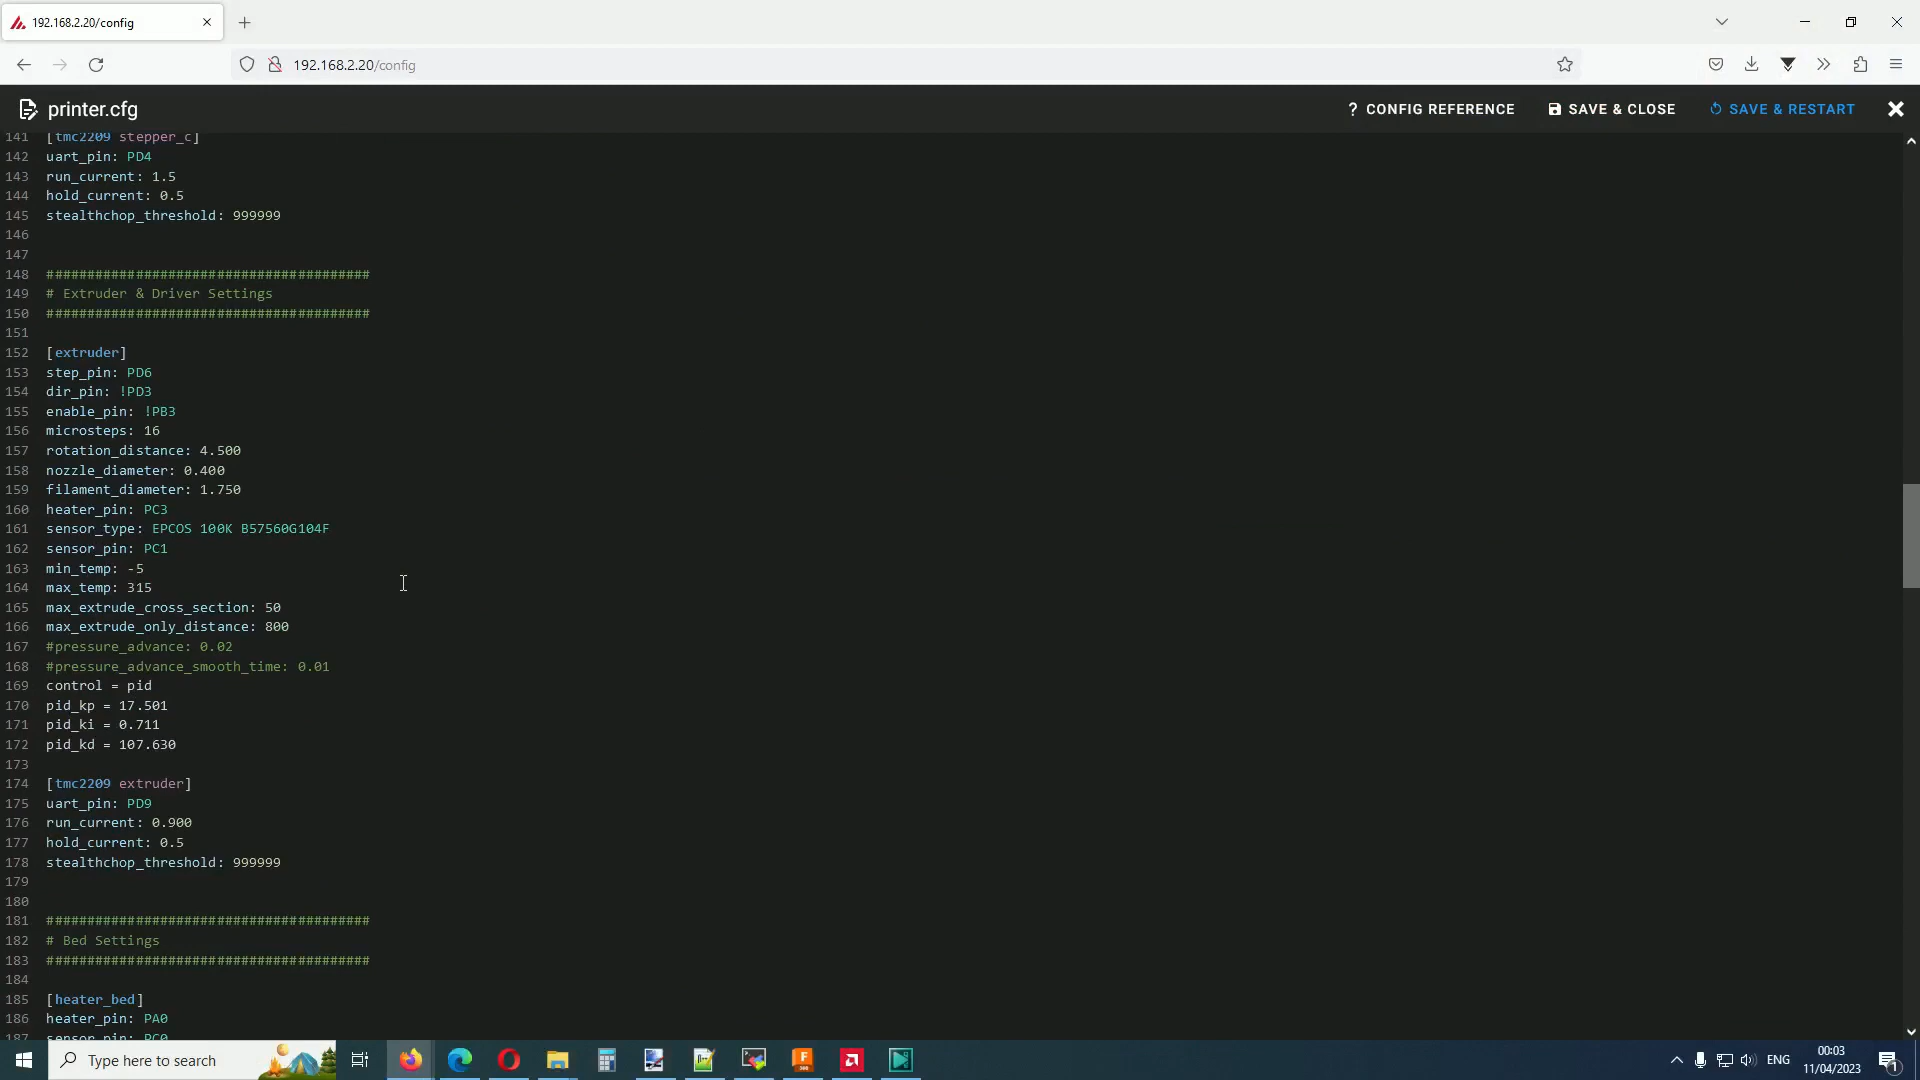 192.168.2.20/config
192.168.2.20/config
printer.cfg
? CONFIG REFERENCE
SAVE & CLOSE
SAVE & RESTART
141 [tmc2209 stepper_c]
142 uart_pin: PD4
143 run_current: 1.5
144 hold_current: 0.5
145 stealthchop_threshold: 999999
146
147
148 ########################################
149 # Extruder & Driver Settings
150 ########################################
151
152 [extruder]
153 step_pin: PD6
154 dir_pin: !PD3
155 enable_pin: !PB3
156 microsteps: 16
157 rotation_distance: 4.500
158 nozzle_diameter: 0.400
159 filament_diameter: 1.750
160 heater_pin: PC3
161 sensor_type: EPCOS 100K B57560G104F
162 sensor_pin: PC1
163 min_temp: -5
164 max_temp: 315
165 max_extrude_cross_section: 50
166 max_extrude_only_distance: 800
167 #pressure_advance: 0.02
168 #pressure_advance_smooth_time: 0.01
169 control = pid
170 pid_kp = 17.501
171 pid_ki = 0.711
172 pid_kd = 107.630
173
174 [tmc2209 extruder]
175 uart_pin: PD9
176 run_current: 0.900
177 hold_current: 0.5
178 stealthchop_threshold: 999999
179
180
181 ########################################
182 # Bed Settings
183 ########################################
184
185 [heater_bed]
186 heater_pin: PA0
187 sensor_pin: PC0
Type here to search
ENG
00:03
11/04/2023
1